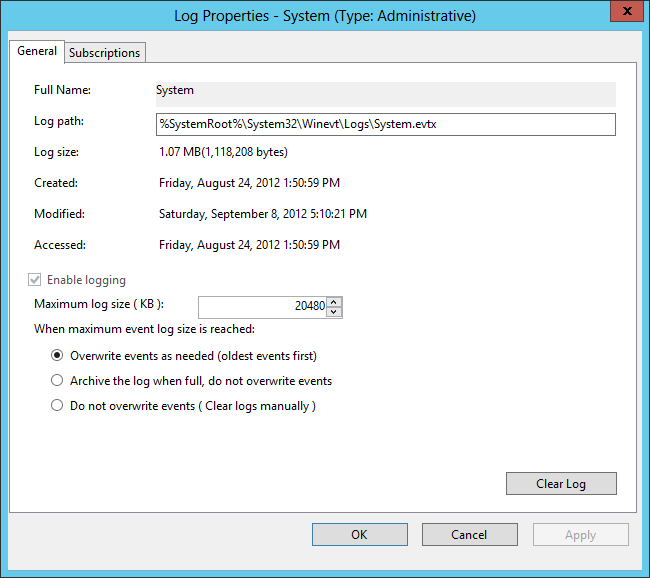 Log Properties - System (Type: Administrative)
x
General Subscriptions
Full Name: System
Log path: %SystemRoot%\System32\Winevt\Logs\System.evtx
Log size: 1.07 MB(1,118,208 bytes)
Created: Friday, August 24, 2012 1:50:59 PM
Modified: Saturday, September 8, 2012 5:10:21 PM
Accessed: Friday, August 24, 2012 1:50:59 PM
Enable logging
Maximum log size ( KB ): 20480
When maximum event log size is reached:
Overwrite events as needed (oldest events first)
Archive the log when full, do not overwrite events
Do not overwrite events ( Clear logs manually )
Clear Log
OK Cancel Apply